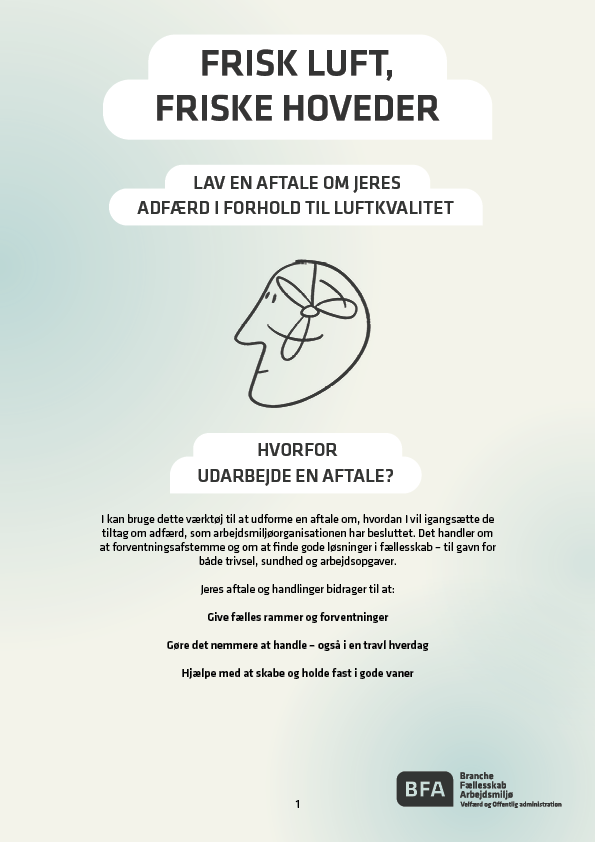 FRISK LUFT,
FRISKE HOVEDER
LAV EN AFTALE OM JERES
ADFÆRD I FORHOLD TIL LUFTKVALITET
HVORFOR
UDARBEJDE EN AFTALE?
I kan bruge dette værktøj til at udforme en aftale om, hvordan I vil igangsætte de
tiltag om adfærd, som arbejdsmiljøorganisationen har besluttet. Det handler om
at forventningsafstemme og om at finde gode løsninger i fællesskab – til gavn for
både trivsel, sundhed og arbejdsopgaver.
Jeres aftale og handlinger bidrager til at:
Give fælles rammer og forventninger
Gøre det nemmere at handle – også i en travl hverdag
Hjælpe med at skabe og holde fast i gode vaner
BFA
Branche
Fællesskab
Arbejdsmiljø
Velfærd og Offentlig administration
1